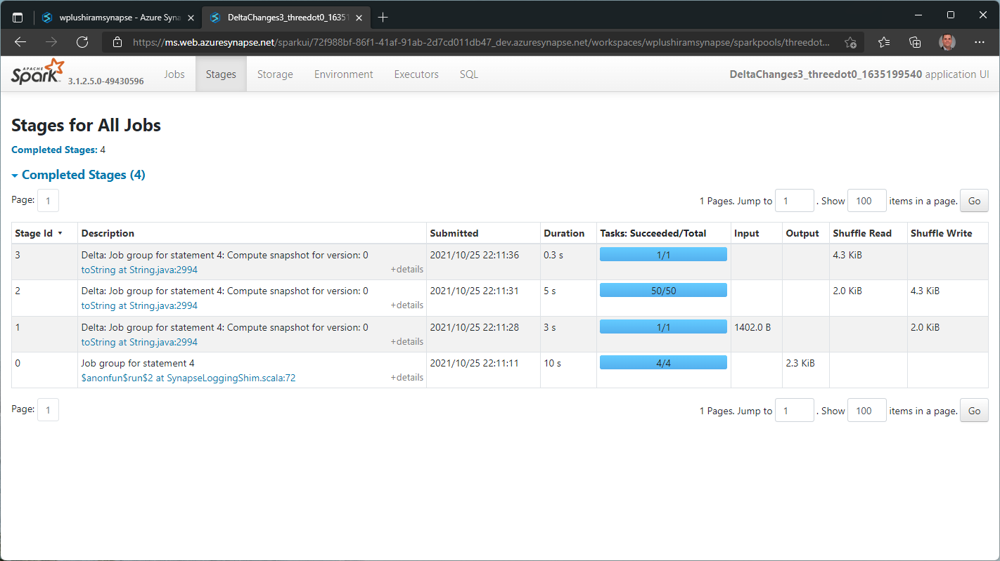 wplushiramsynapse - Azure Syna
DeltaChanges3_threedot0_16351
https://ms.web.azuresynapse.net/sparkui/72f988bf-86f1-41af-91ab-2d7cd011db47_dev.azuresynapse.net/workspaces/wplushiramsynapse/sparkpools/threedot...
APACHE Spark 3.1.2.5.0-49430596 Jobs Stages Storage Environment Executors SQL DeltaChanges3_threedot0_1635199540 application UI
Stages for All Jobs
Completed Stages: 4
Completed Stages (4)
Page: 1 1 Pages. Jump to 1 . Show 100 items in a page. Go
Stage Id Description Submitted Duration Tasks: Succeeded/Total Input Output Shuffle Read Shuffle Write
3 Delta: Job group for statement 4: Compute snapshot for version: 0 2021/10/25 22:11:36 0.3 s 1/1 4.3 KiB
toString at String.java:2994 +details
2 Delta: Job group for statement 4: Compute snapshot for version: 0 2021/10/25 22:11:31 5 s 50/50 2.0 KiB 4.3 KiB
toString at String.java:2994 +details
1 Delta: Job group for statement 4: Compute snapshot for version: 0 2021/10/25 22:11:28 3 s 1/1 1402.0 B 2.0 KiB
toString at String.java:2994 +details
0 Job group for statement 4 2021/10/25 22:11:11 10 s 4/4 2.3 KiB
$anonfun$run$2 at SynapseLoggingShim.scala:72 +details
Page: 1 1 Pages. Jump to 1 . Show 100 items in a page. Go